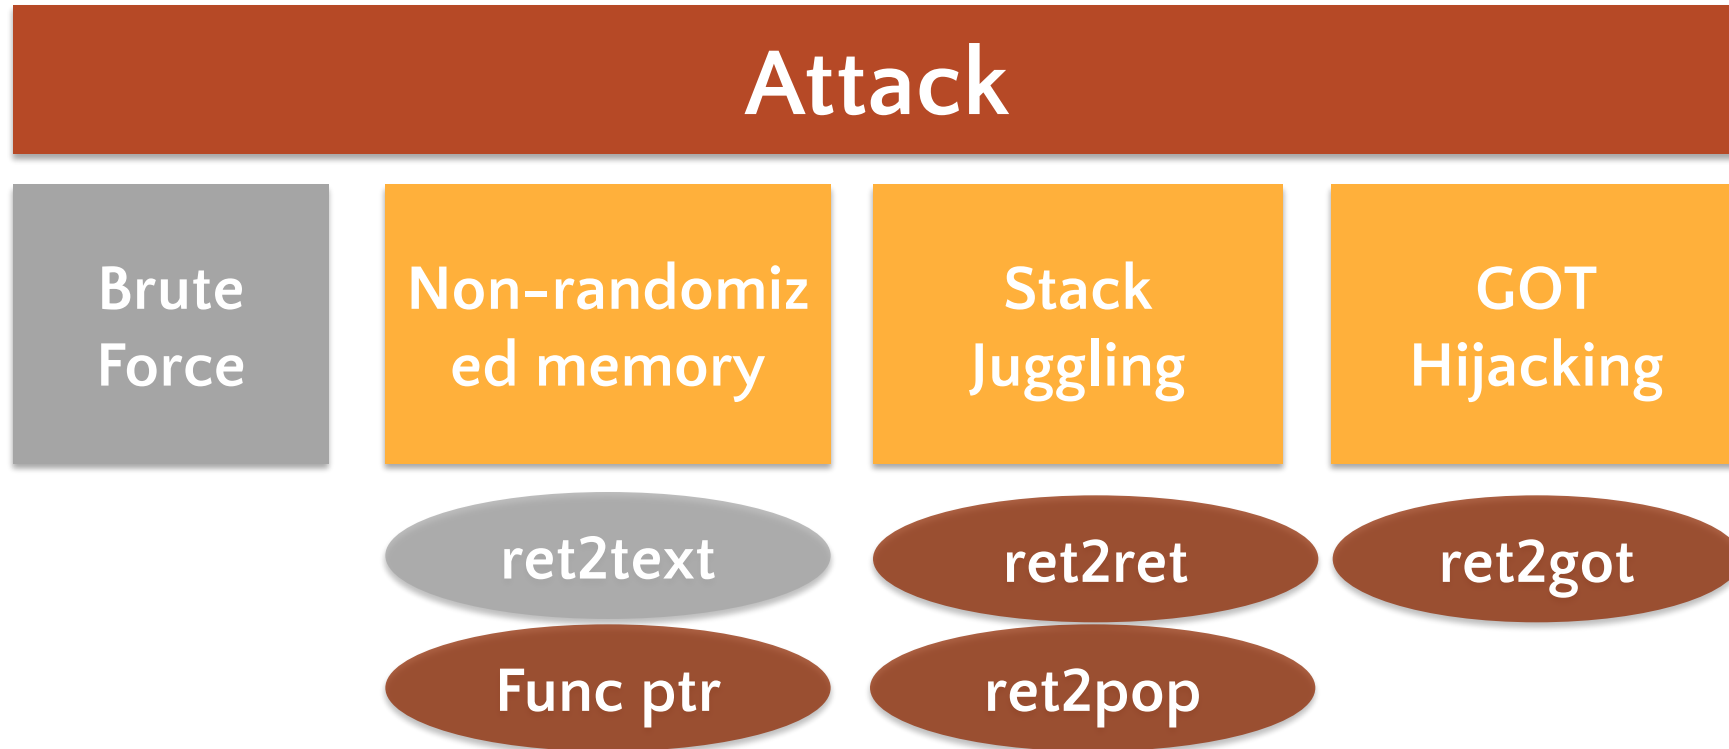 Attack
Brute
Force
Non-randomiz
ed memory
Stack
Juggling
GOT
Hijacking
ret2text
ret2ret
ret2got
Func ptr
ret2pop